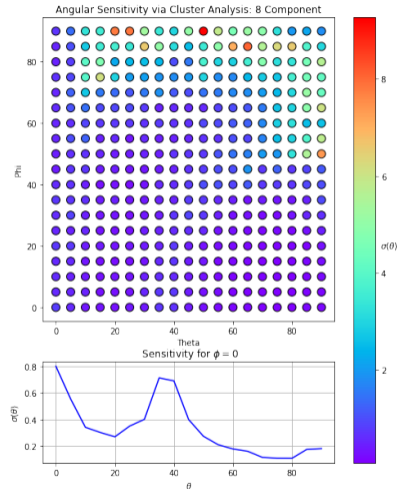 Angular Sensitivity via Cluster Analysis: 8 Component
80
60
40
20
0
Phi
0 20 40 60 80
Theta
8
6
σ(θ)
4
2
Sensitivity for ϕ = 0
0.8
0.6
0.4
0.2
σ(θ)
0 20 40 60 80
θ